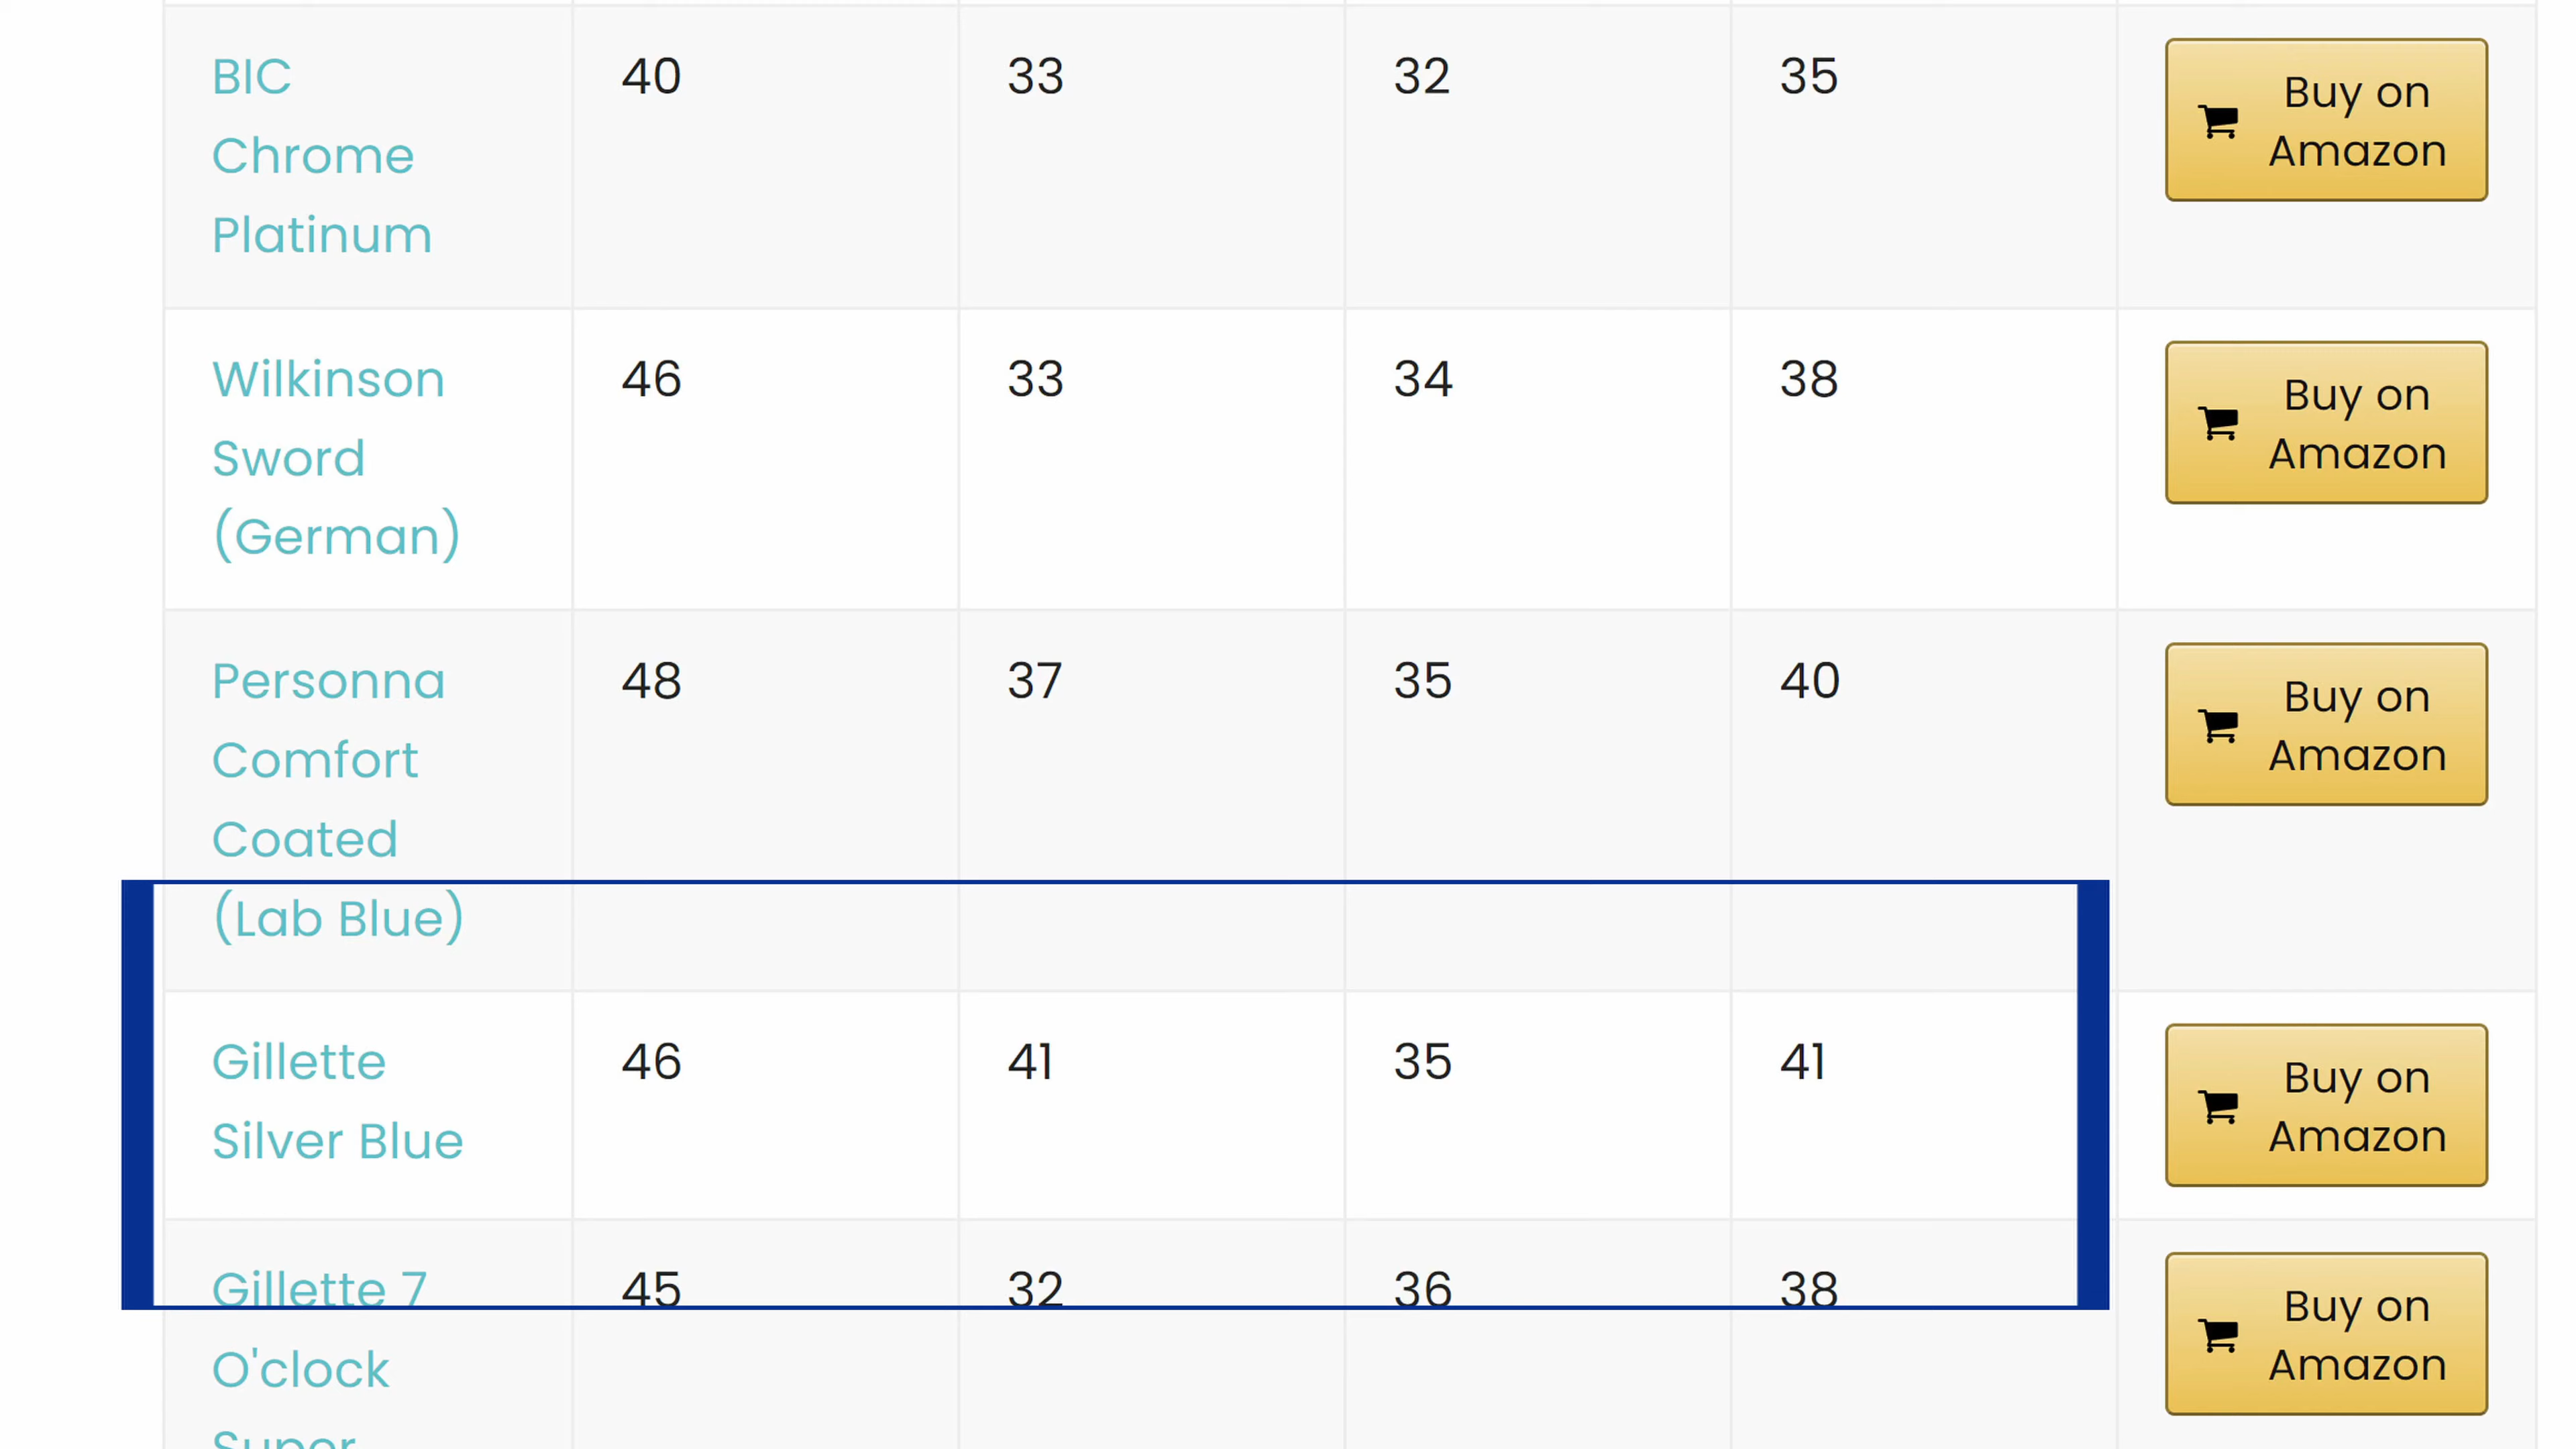 BIC 40 33 32 35 Buy on
Chrome Amazon
Platinum
Wilkinson 46 33 34 38 Buy on
Sword Amazon
(German)
Personna 48 37 35 40 Buy on
Comfort Amazon
Coated
(Lab Blue)
Gillette 46 41 35 41 Buy on
Silver Blue Amazon
Gillette 7 45 32 36 38 Buy on
O'clock Amazon
Super